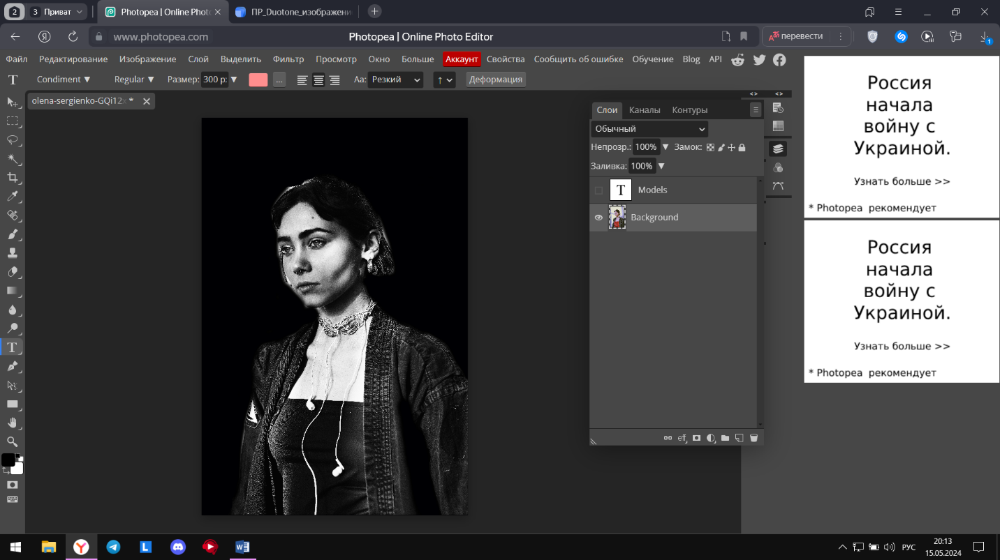 2
3 Приват
Photopea | Online Photo
ПР_Duotone_изображени
www.photopea.com
Photopea | Online Photo Editor
перевести
1
Файл Редактирование Изображение Слой Выделить Фильтр Просмотр Окно Больше Аккаунт Свойства Сообщить об ошибке Обучение Blog API
T Condiment Regular Размер: 300 p: ... Aa: Резкий Деформация
olena-sergienko-GQi12x *
Слои Каналы Контуры
Обычный
Непрозр.: 100% Замок:
Заливка: 100%
T Models
Background
eff
Россия
начала
войну с
Украиной.
Узнать больше >>
* Photopea рекомендует
Россия
начала
войну с
Украиной.
Узнать больше >>
* Photopea рекомендует
РУС
20:13
15.05.2024